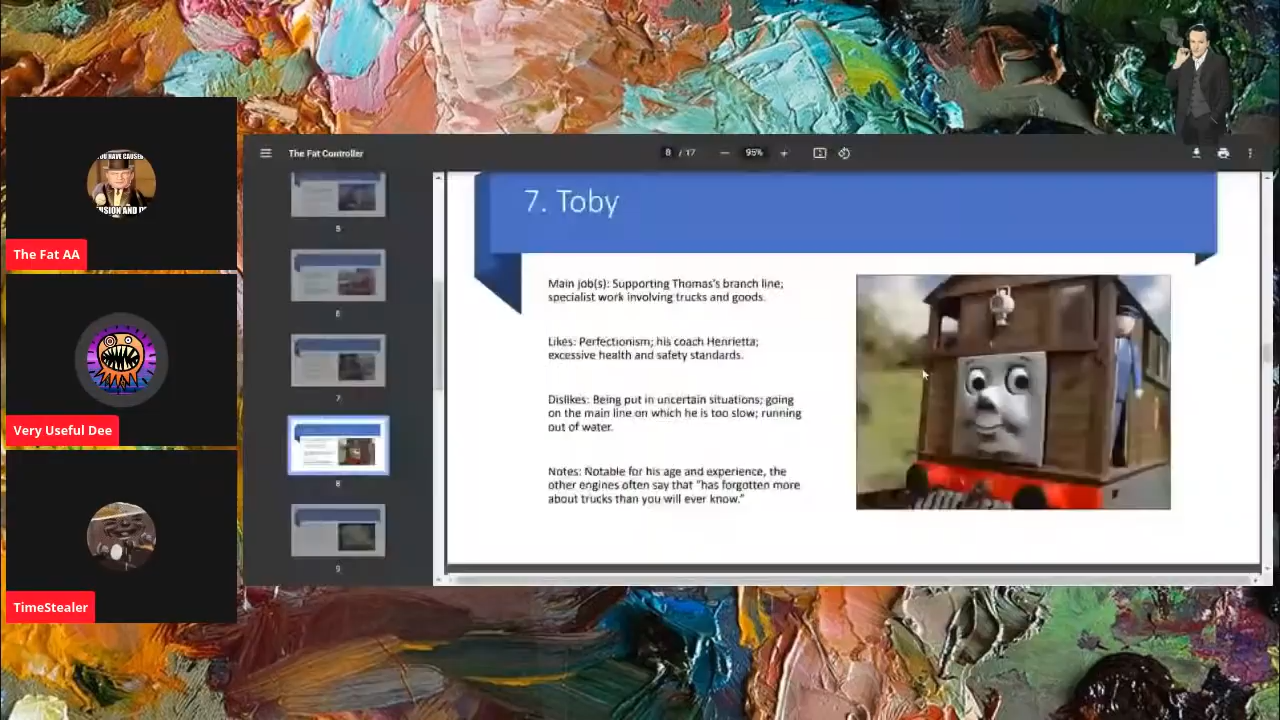 YOU HAVE CAUSED
The Fat AA
Very Useful Dee
TimeStealer
The Fat Controller
8 / 17
95%
5
6
7
8
9
7. Toby
Main job(s): Supporting Thomas's branch line;
specialist work involving trucks and goods.
Likes: Perfectionism; his coach Henrietta;
excessive health and safety standards.
Dislikes: Being put in uncertain situations; going
on the main line on which he is too slow; running
out of water.
Notes: Notable for his age and experience, the
other engines often say that “has forgotten more
about trucks than you will ever know.”